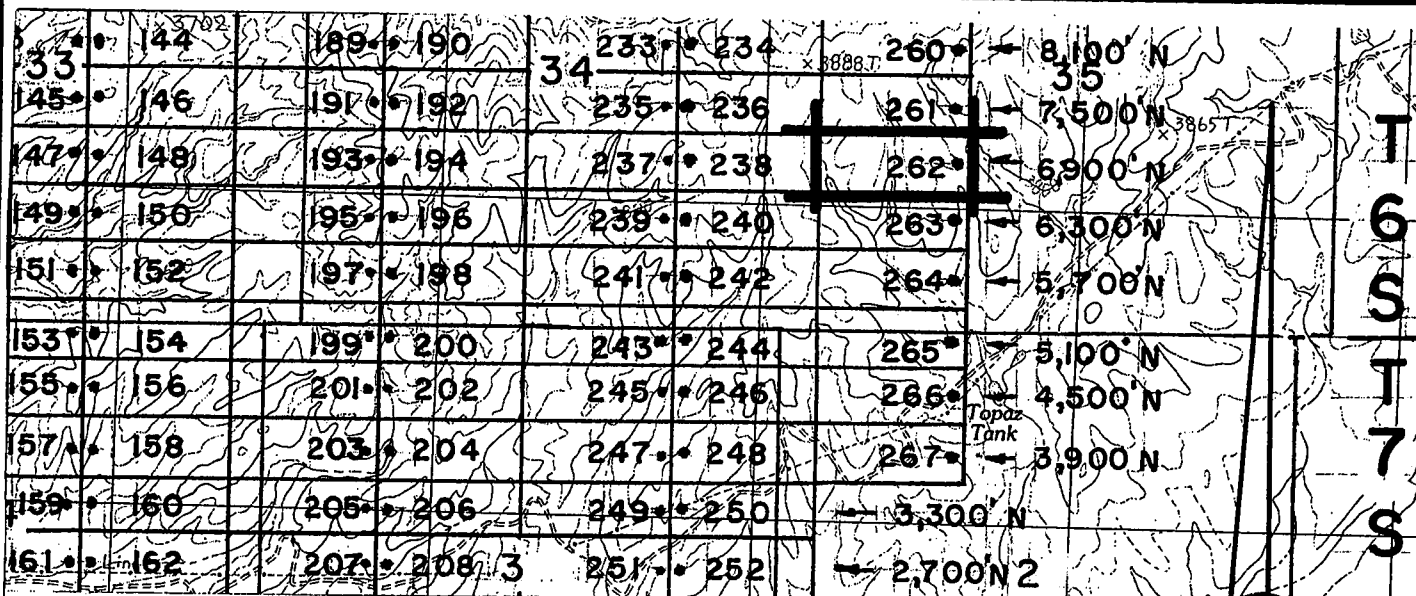 3702
144 189 190 233 234 260 8,100' N
33 34 × 3888 T 35
145 146 191 192 235 236 261 7,500' N
× 3865 T
147 148 193 194 237 238 262 6,900' N
149 150 195 196 239 240 263 6,300' N
151 152 197 198 241 242 264 5,700' N
153 154 199 200 243 244 265 5,100' N
155 156 201 202 245 246 266 4,500' N
Topaz
Tank
157 158 203 204 247 248 267 3,900' N
159 160 205 206 249 250 3,300' N
161 162 207 208 3 251 252 2,700' N 2
T
6
S
T
7
S